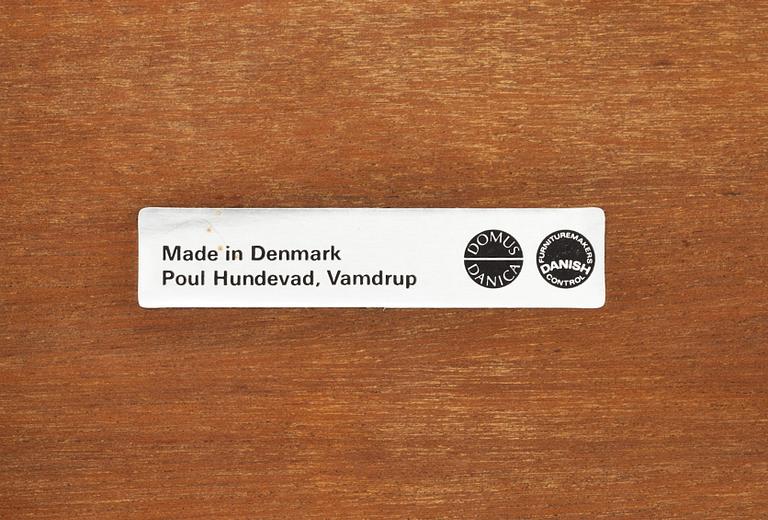 Made in Denmark
Poul Hundevad, Vamdrup
DOMUS
DANICA
FURNITUREMAKERS
DANISH
CONTROL